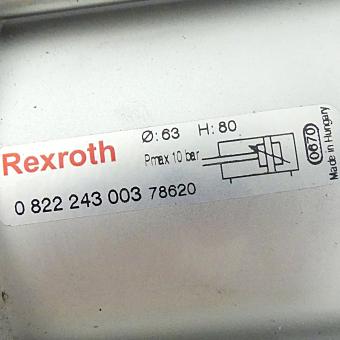 Rexroth
Ø: 63 H: 80
Pmax 10 bar
0 822 243 003 78620
0670
Made in Hungary